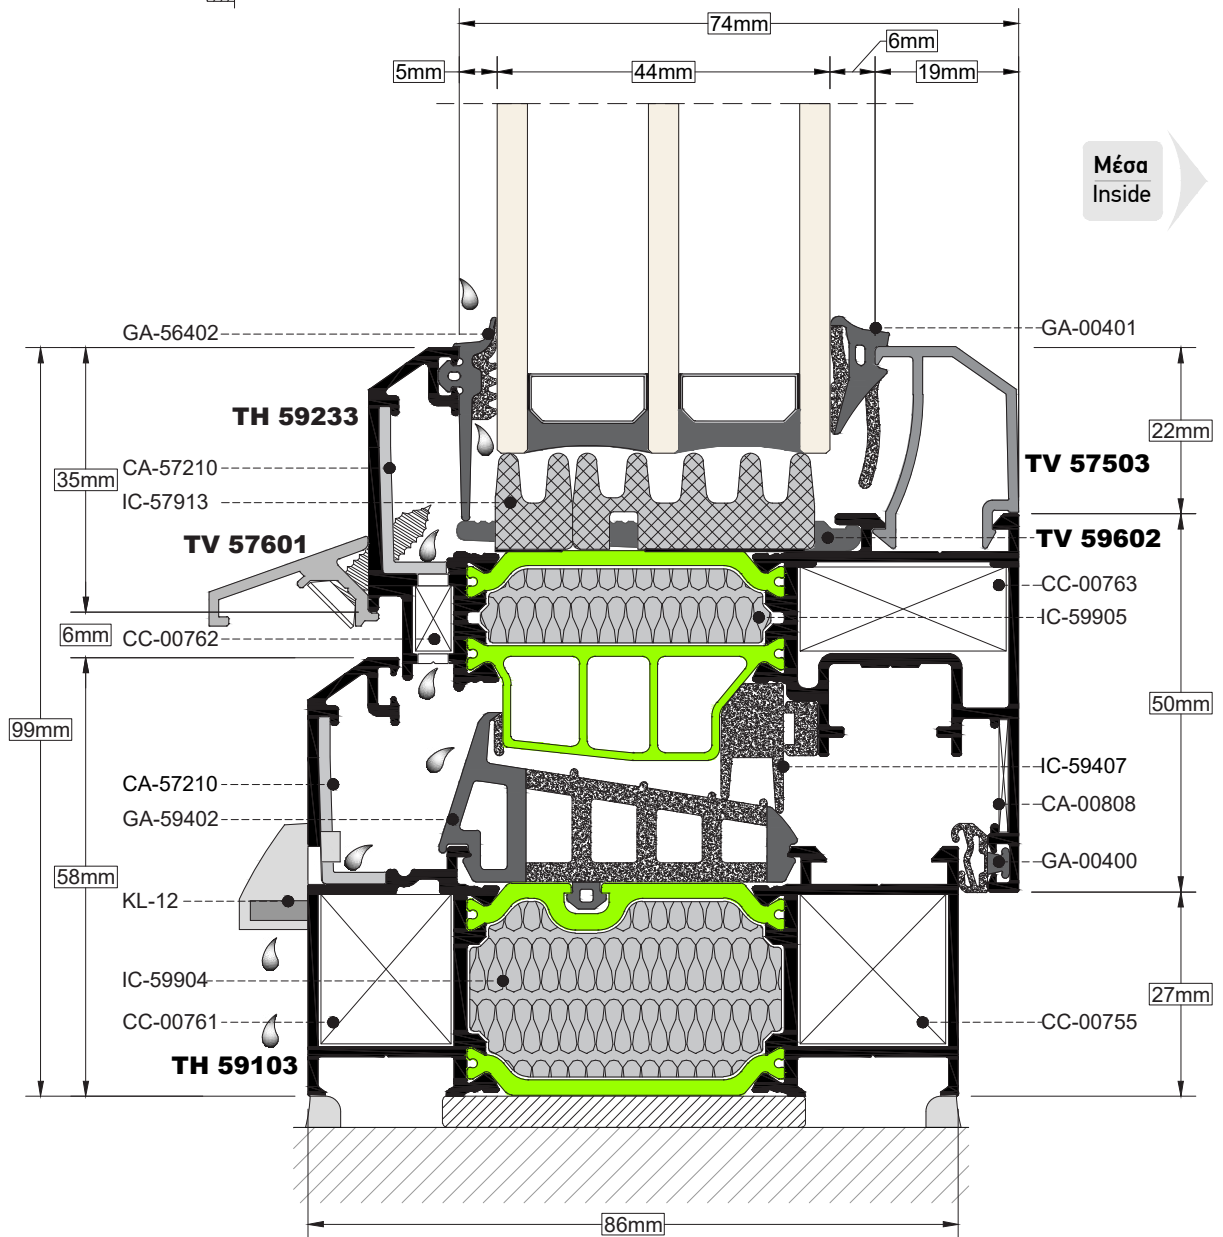 74mm
6mm
5mm
44mm
19mm
Μέσα
Inside
GA-56402
GA-00401
TH 59233
22mm
CA-57210
TV 57503
35mm
IC-57913
TV 57601
TV 59602
CC-00763
IC-59905
6mm
CC-00762
50mm
99mm
IC-59407
CA-57210
CA-00808
GA-59402
GA-00400
58mm
KL-12
IC-59904
27mm
CC-00761
CC-00755
TH 59103
86mm